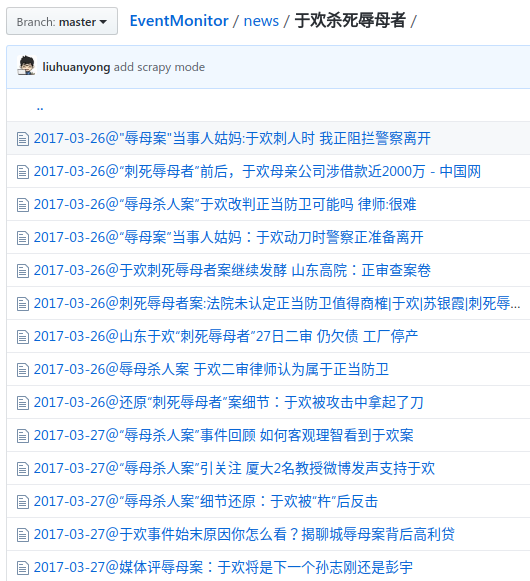 Branch: master EventMonitor / news / 于欢杀死辱母者 /
liuhuanyong add scrapy mode
..
2017-03-26@"辱母案"当事人姑妈:于欢刺人时 我正阻拦警察离开
2017-03-26@“刺死辱母者”前后，于欢母亲公司涉借款近2000万 - 中国网
2017-03-26@“辱母杀人案”于欢改判正当防卫可能吗 律师:很难
2017-03-26@“辱母案”当事人姑妈：于欢动刀时警察正准备离开
2017-03-26@于欢刺死辱母者案继续发酵 山东高院：正审查案卷
2017-03-26@刺死辱母者案:法院未认定正当防卫值得商榷|于欢|苏银霞|刺死辱...
2017-03-26@山东于欢“刺死辱母者”27日二审 仍欠债 工厂停产
2017-03-26@辱母杀人案 于欢二审律师认为属于正当防卫
2017-03-26@还原“刺死辱母者”案细节：于欢被攻击中拿起了刀
2017-03-27@“辱母杀人案”事件回顾 如何客观理智看到于欢案
2017-03-27@“辱母杀人案”引关注 厦大2名教授微博发声支持于欢
2017-03-27@“辱母杀人案”细节还原：于欢被“杵”后反击
2017-03-27@于欢事件始末原因你怎么看？揭聊城辱母案背后高利贷
2017-03-27@媒体评辱母案：于欢将是下一个孙志刚还是彭宇